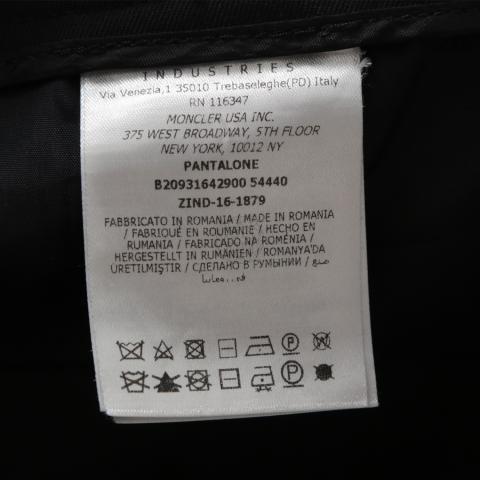 INDUSTRIES
Via Venezia,1 35010 Trebaseleghe(PD) Italy
RN 116347
MONCLER USA INC.
375 WEST BROADWAY, 5TH FLOOR
NEW YORK, 10012 NY
PANTALONE
B20931642900 54440
ZIND-16-1879
FABBRICATO IN ROMANIA / MADE IN ROMANIA
/ FABRIQUÉ EN ROUMANIE / HECHO EN
RUMANIA / FABRICADO NA ROMÉNIA /
HERGESTELLT IN RUMÄNIEN / ROMANYA'DA
ÜRETILMIŞTIR / СДЕЛАНО В РУМЫНИИ / صنع